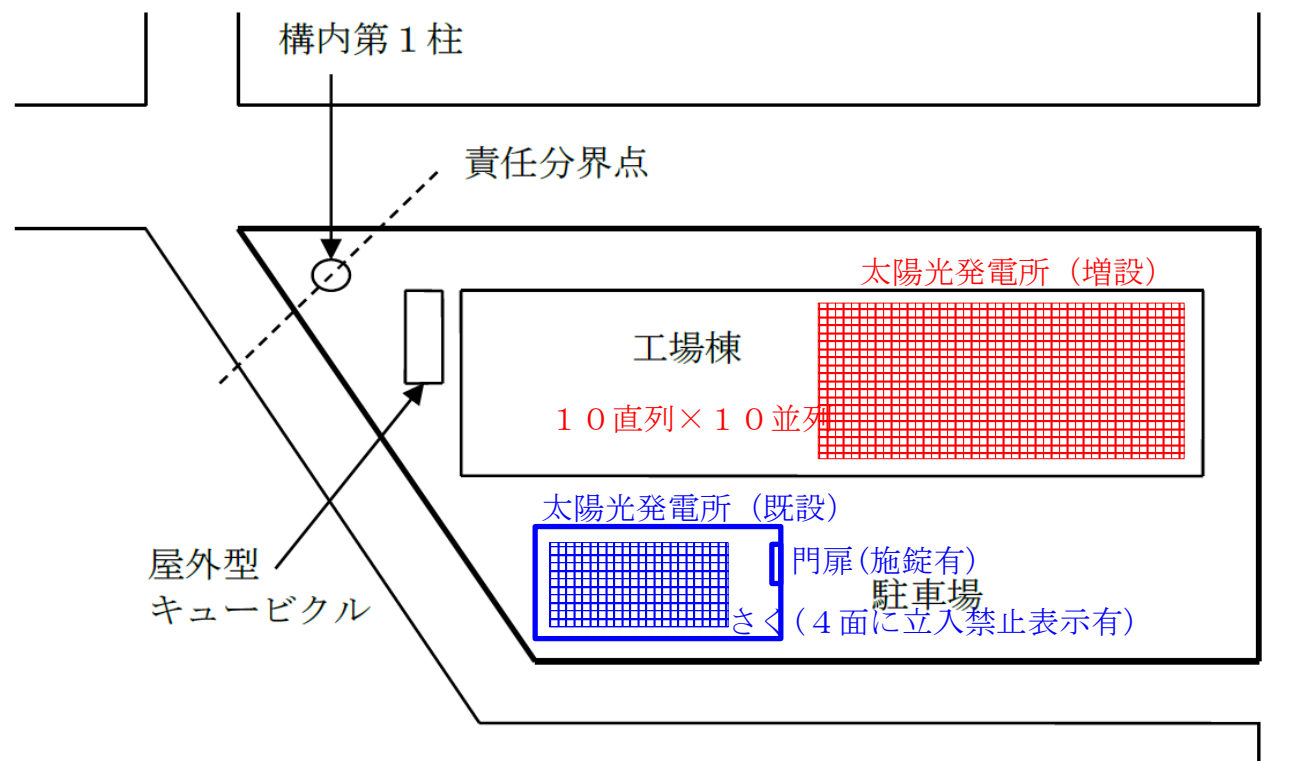 構内第１柱
責任分界点
太陽光発電所（増設）
工場棟
１０直列×１０並列
太陽光発電所（既設）
門扉（施錠有）
駐車場
さく（４面に立入禁止表示有）
屋外型
キュービクル